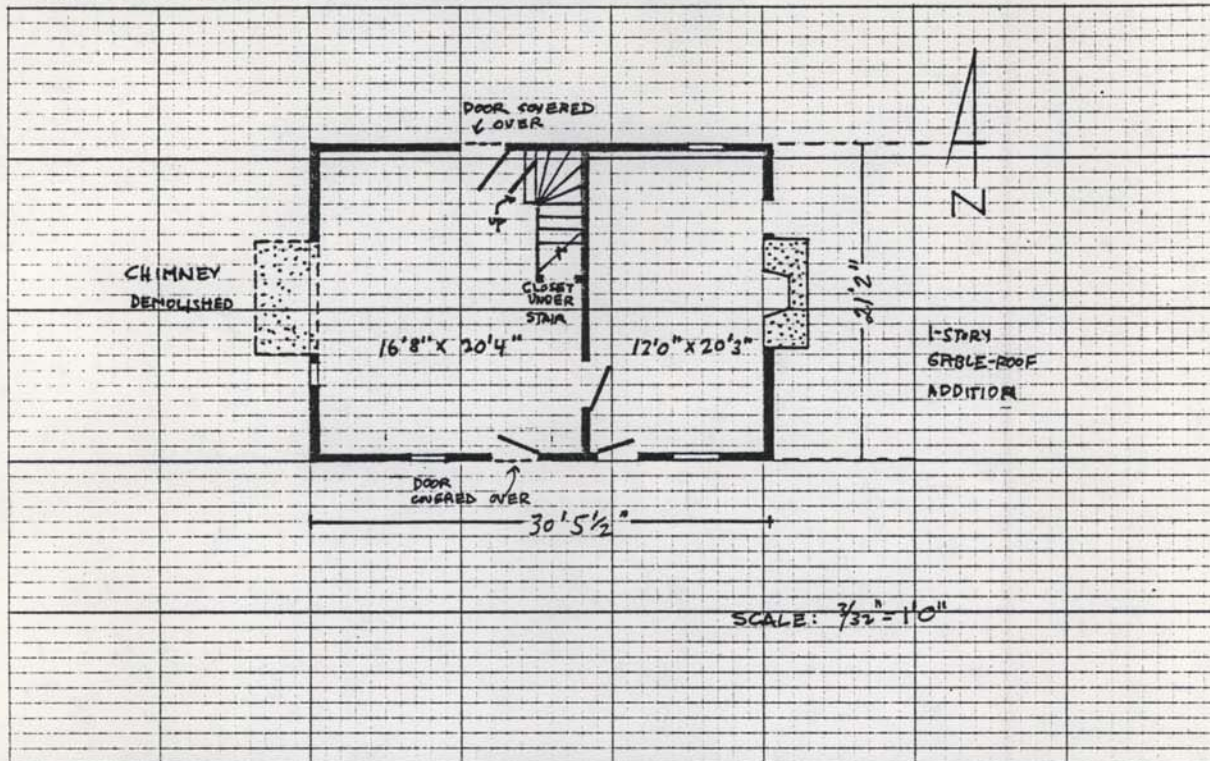 DOOR COVERED
OVER
UP
N
CHIMNEY
DEMOLISHED
CLOSET
UNDER
STAIR
16'8" x 20'4"
12'0" x 20'3"
21'2"
1-STORY
GABLE-ROOF
ADDITION
DOOR
COVERED OVER
30'5½"
SCALE: 3/32" = 1'0"